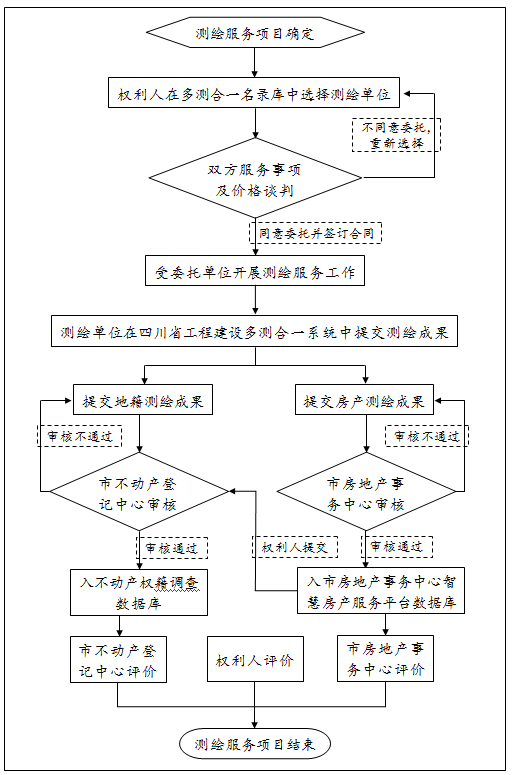 测绘服务项目确定
权利人在多测合一名录库中选择测绘单位
不同意委托,
重新选择
双方服务事项
及价格谈判
同意委托并签订合同
受委托单位开展测绘服务工作
测绘单位在四川省工程建设多测合一系统中提交测绘成果
提交地籍测绘成果
提交房产测绘成果
审核不通过
审核不通过
市不动产登
记中心审核
市房地产事
务中心审核
审核通过
权利人提交
审核通过
入不动产权籍调查
数据库
入市房地产事务中心智
慧房产服务平台数据库
市不动产登
记中心评价
权利人评价
市房地产事
务中心评价
测绘服务项目结束